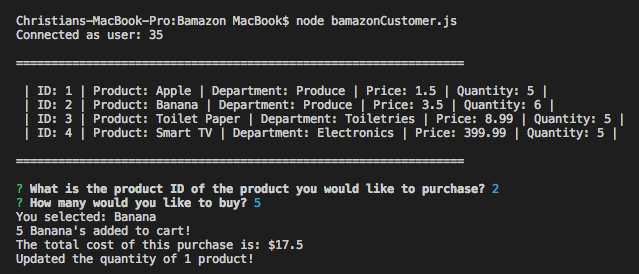 Christians-MacBook-Pro:Bamazon MacBook$ node bamazonCustomer.js
Connected as user: 35
================================================================
| ID: 1 | Product: Apple | Department: Produce | Price: 1.5 | Quantity: 5 |
| ID: 2 | Product: Banana | Department: Produce | Price: 3.5 | Quantity: 6 |
| ID: 3 | Product: Toilet Paper | Department: Toiletries | Price: 8.99 | Quantity: 5 |
| ID: 4 | Product: Smart TV | Department: Electronics | Price: 399.99 | Quantity: 5 |
================================================================
? What is the product ID of the product you would like to purchase? 2
? How many would you like to buy? 5
You selected: Banana
5 Banana's added to cart!
The total cost of this purchase is: $17.5
Updated the quantity of 1 product!